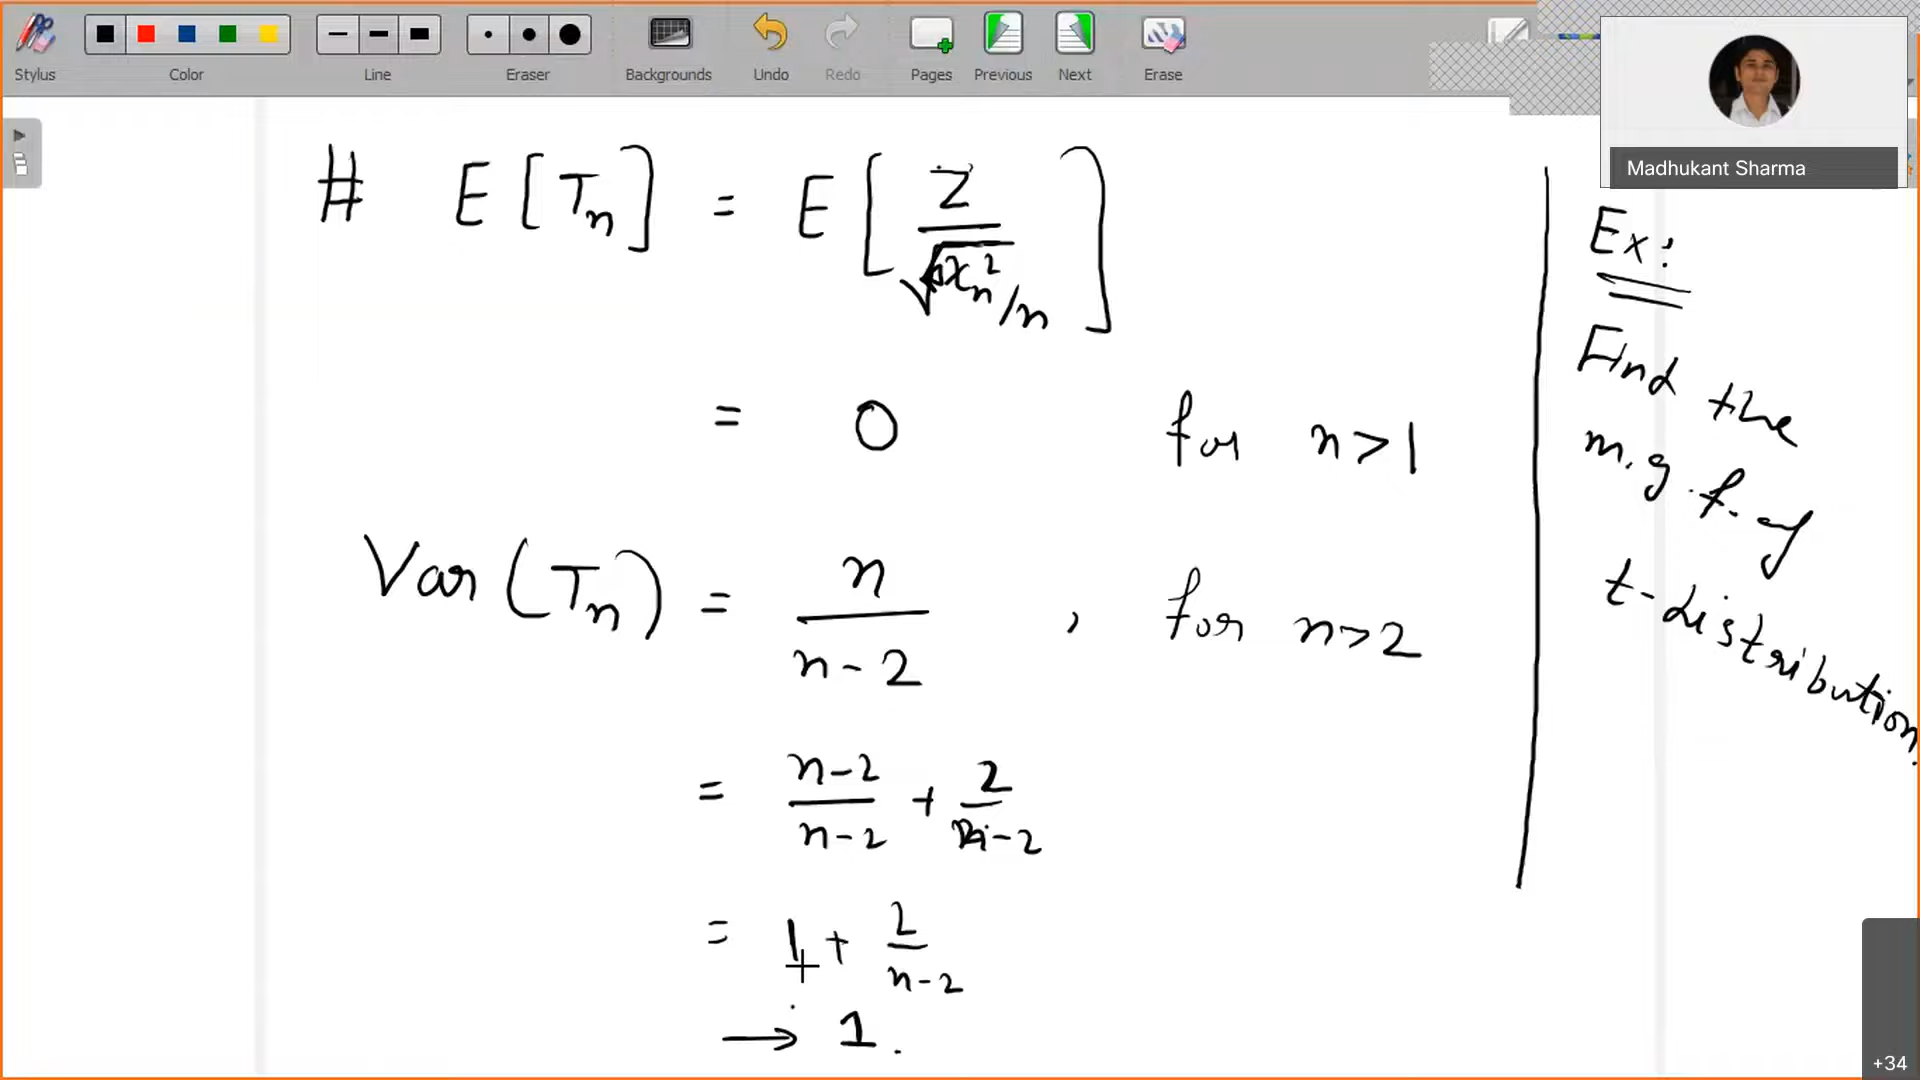 Stylus Color Line Eraser Backgrounds Undo Redo Pages Previous Next Erase
Madhukant Sharma
# E[Tn] = E[Z / √(χn²/n)]
= 0 for n>1
Var(Tn) = n/(n-2) , for n>2
= (n-2)/(n-2) + 2/(n-2)
= 1 + 2/(n-2)
→ 1.
Ex:
Find the
m.g.f. of
t-distribution.
+34